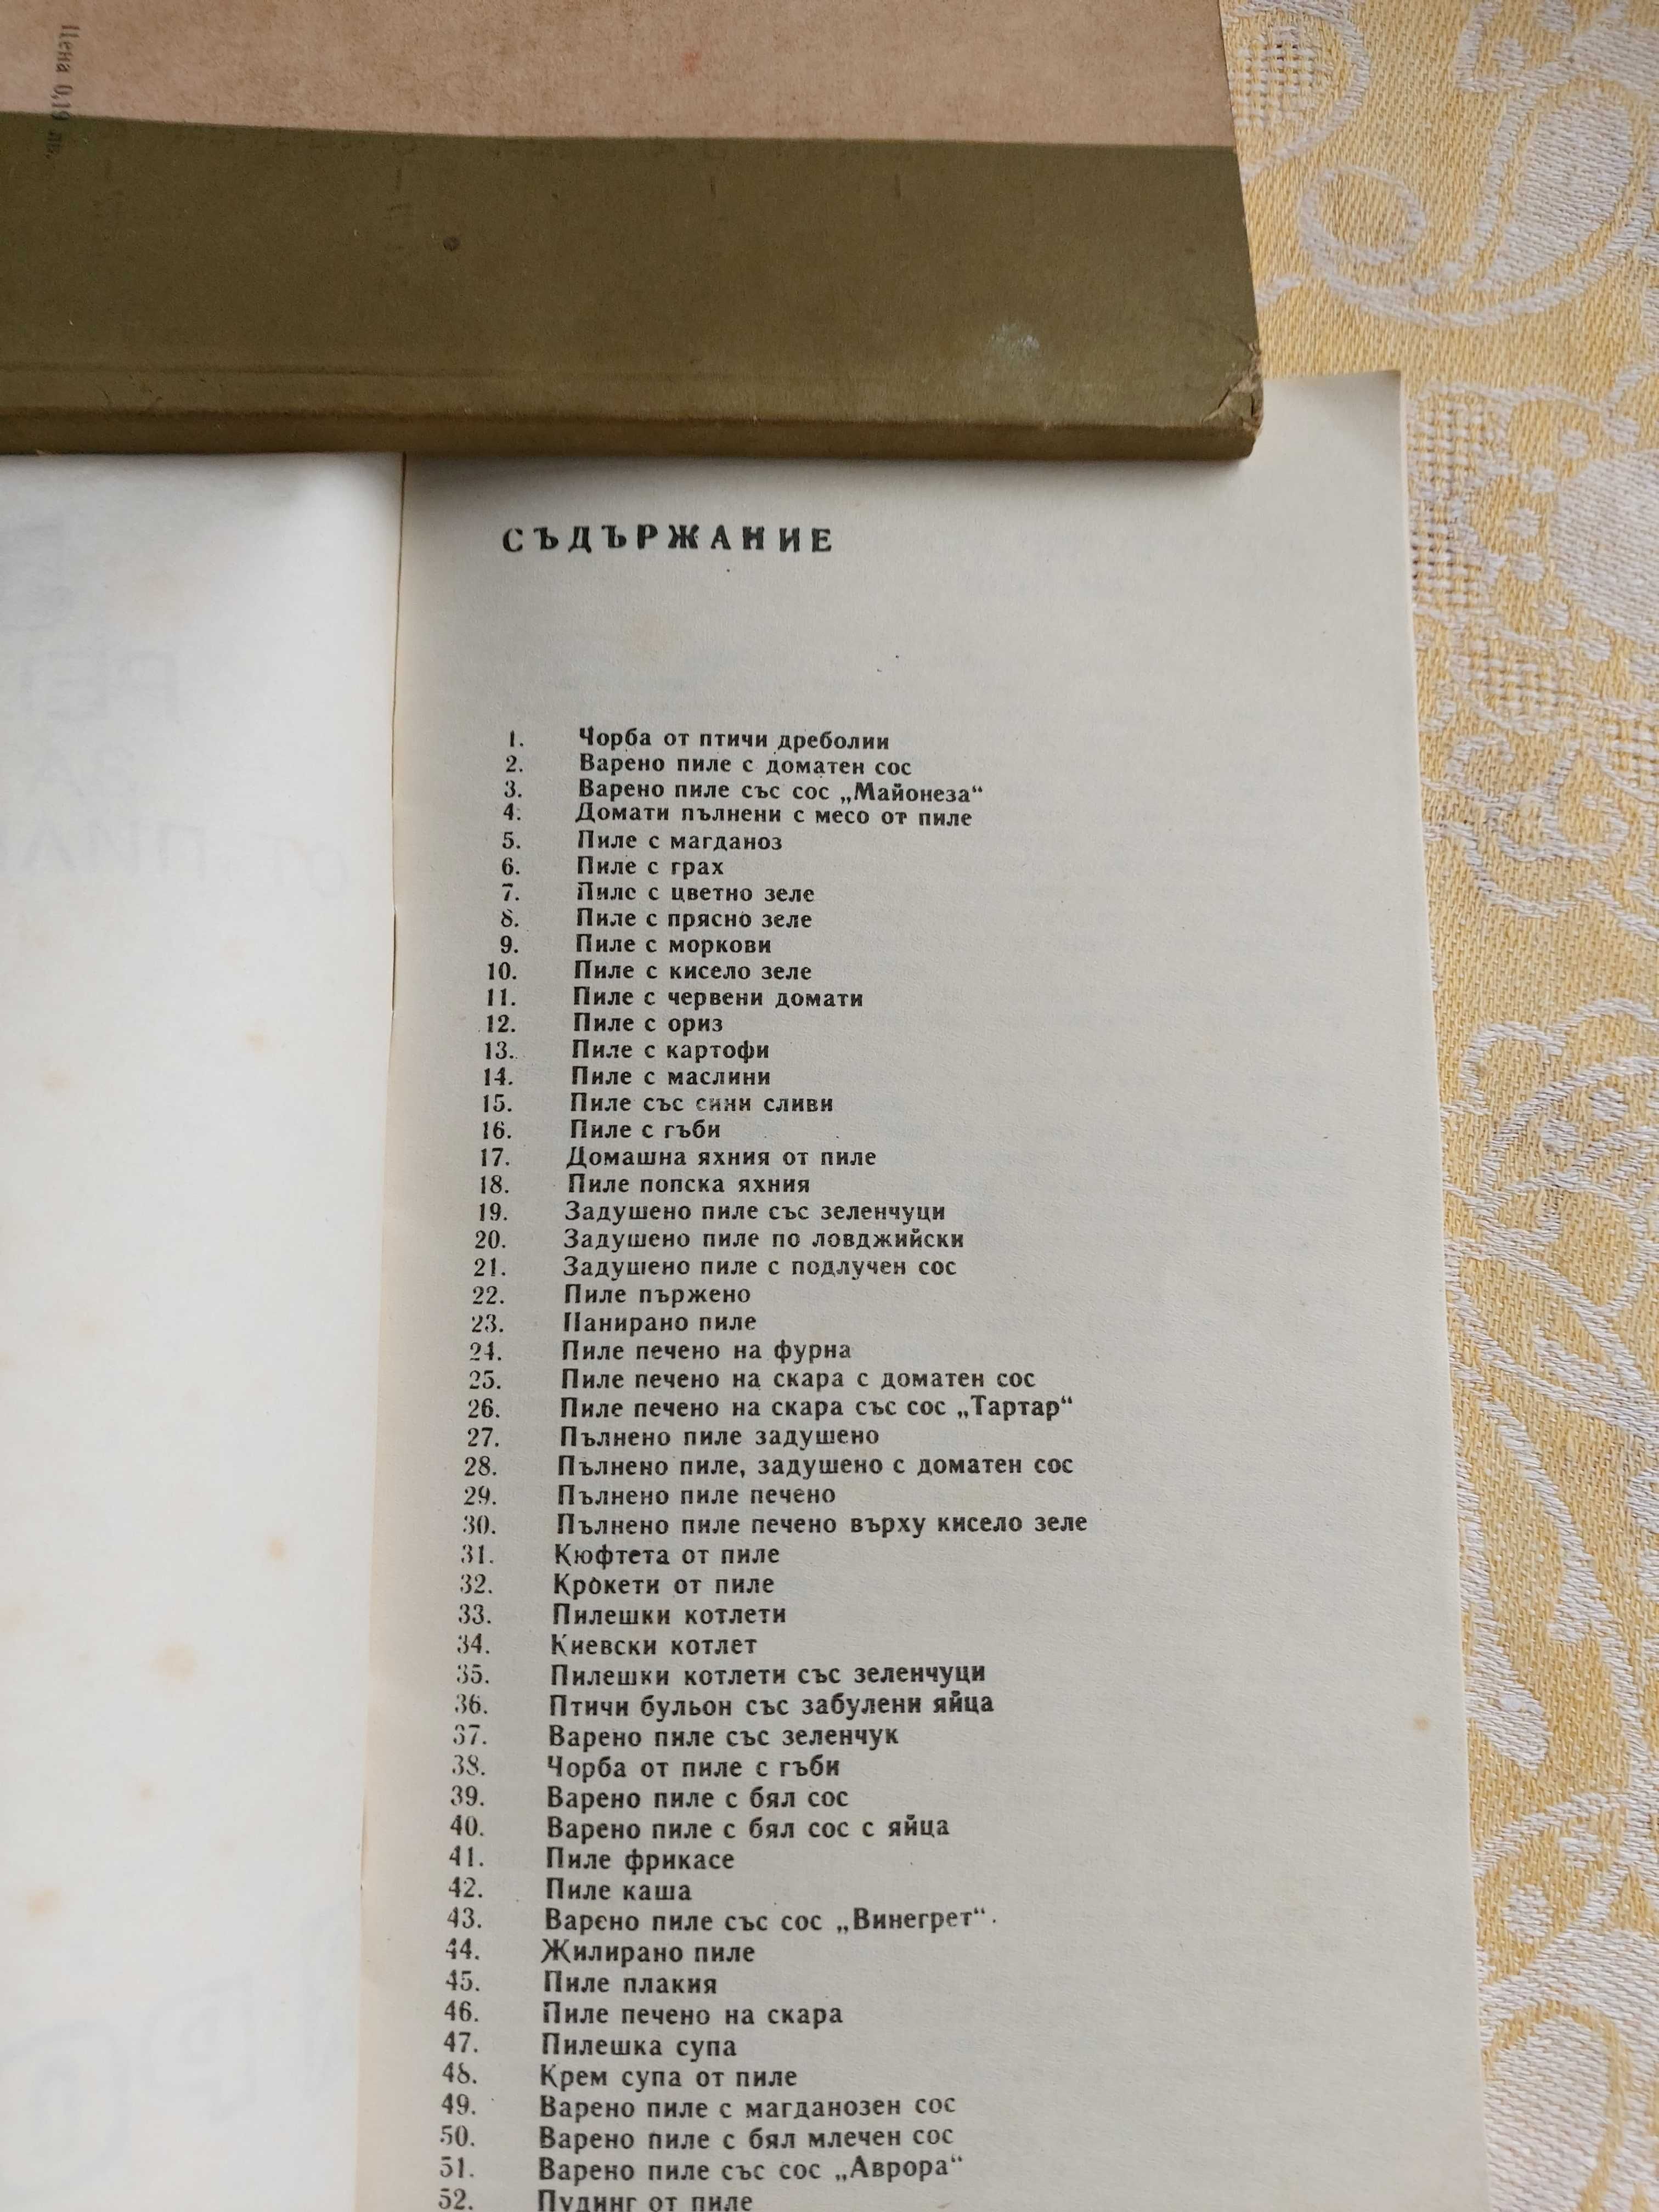 Цена 0,19 лв.
СЪДЪРЖАНИЕ
1. Чорба от птичи дреболии
2. Варено пиле с доматен сос
3. Варено пиле със сос „Майонеза“
4. Домати пълнени с месо от пиле
5. Пиле с магданоз
6. Пиле с грах
7. Пиле с цветно зеле
8. Пиле с прясно зеле
9. Пиле с моркови
10. Пиле с кисело зеле
11. Пиле с червени домати
12. Пиле с ориз
13. Пиле с картофи
14. Пиле с маслини
15. Пиле със сини сливи
16. Пиле с гъби
17. Домашна яхния от пиле
18. Пиле попска яхния
19. Задушено пиле със зеленчуци
20. Задушено пиле по ловджийски
21. Задушено пиле с подлучен сос
22. Пиле пържено
23. Панирано пиле
24. Пиле печено на фурна
25. Пиле печено на скара с доматен сос
26. Пиле печено на скара със сос „Тартар“
27. Пълнено пиле задушено
28. Пълнено пиле, задушено с доматен сос
29. Пълнено пиле печено
30. Пълнено пиле печено върху кисело зеле
31. Кюфтета от пиле
32. Крокети от пиле
33. Пилешки котлети
34. Киевски котлет
35. Пилешки котлети със зеленчуци
36. Птичи бульон със забулени яйца
37. Варено пиле със зеленчук
38. Чорба от пиле с гъби
39. Варено пиле с бял сос
40. Варено пиле с бял сос с яйца
41. Пиле фрикасе
42. Пиле каша
43. Варено пиле със сос „Винегрет“.
44. Жилирано пиле
45. Пиле плакия
46. Пиле печено на скара
47. Пилешка супа
48. Крем супа от пиле
49. Варено пиле с магданозен сос
50. Варено пиле с бял млечен сос
51. Варено пиле със сос „Аврора“
52. Пудинг от пиле